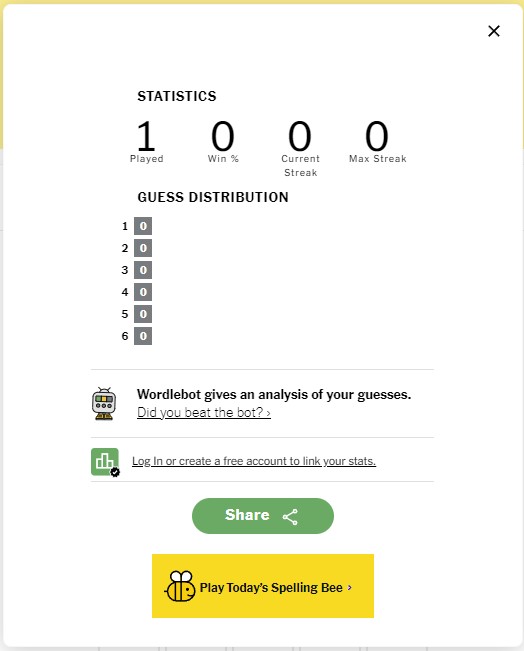 STATISTICS
1 0 0 0
Played Win % Current Streak Max Streak
GUESS DISTRIBUTION
1 0
2 0
3 0
4 0
5 0
6 0
Wordlebot gives an analysis of your guesses.
Did you beat the bot? ›
Log In or create a free account to link your stats.
Share
Play Today's Spelling Bee ›